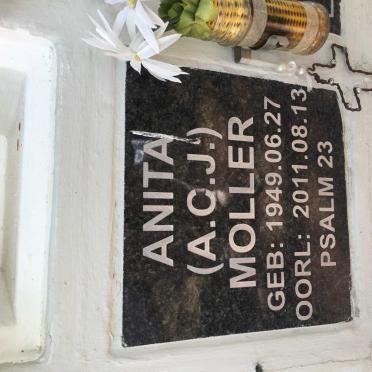 ANITA
(A.C.J.)
MOLLER
GEB: 1949.06.27
OORL: 2011.08.13
PSALM 23